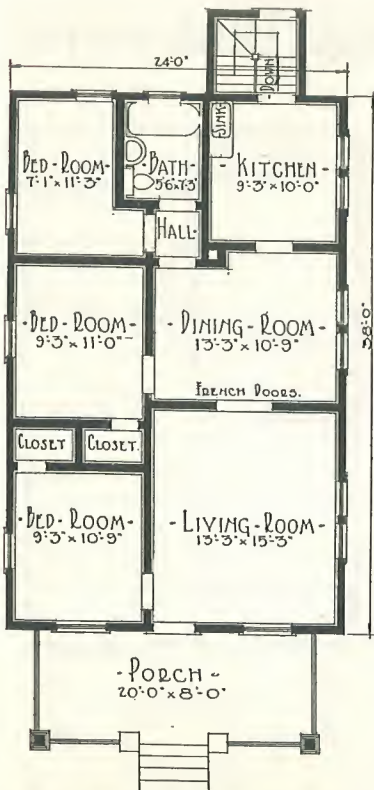 24'-0"
DOWN
SINK
BED-ROOM
7'-1" x 11'-3"
-BATH-
5'6"x7'3"
-KITCHEN-
9'-3" x 10'-0"
HALL
-BED-ROOM-
9'-3" x 11'-0"
-DINING-ROOM-
13'-3" x 10'-9"
38'-0"
FRENCH DOORS.
CLOSET
CLOSET.
-BED-ROOM-
9'-3" x 10'-9"
-LIVING-ROOM-
13'-3" x 15'-3"
-PORCH-
20'-0" x 8'-0"